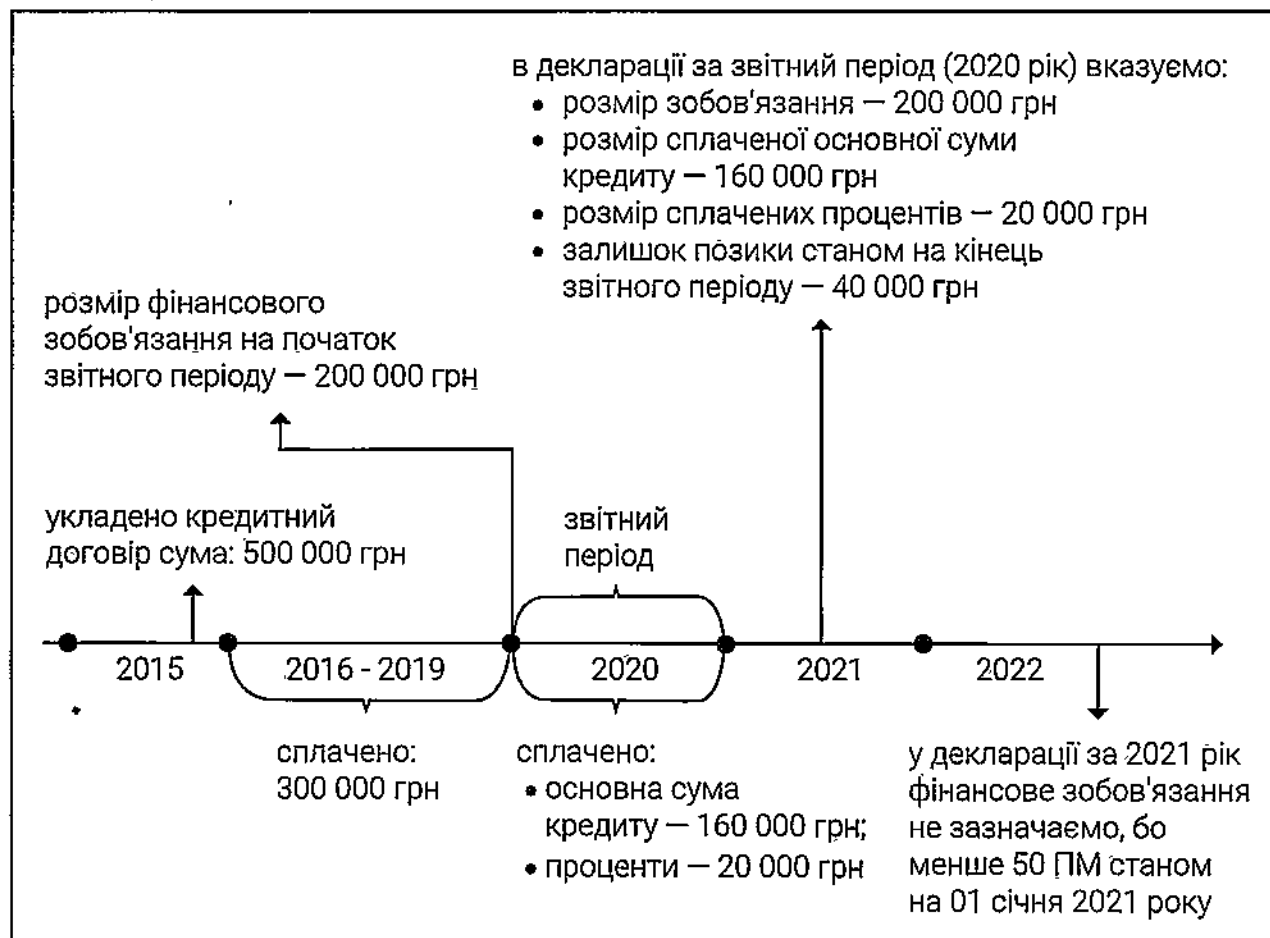 в декларації за звітний період (2020 рік) вказуємо:
• розмір зобов'язання — 200 000 грн
• розмір сплаченої основної суми
кредиту — 160 000 грн
• розмір сплачених процентів — 20 000 грн
• залишок позики станом на кінець
звітного періоду — 40 000 грн
розмір фінансового
зобов'язання на початок
звітного періоду — 200 000 грн
укладено кредитний
договір сума: 500 000 грн
звітний
період
2015
2016 - 2019
2020
2021
2022
сплачено:
300 000 грн
сплачено:
• основна сума
кредиту — 160 000 грн;
• проценти — 20 000 грн
у декларації за 2021 рік
фінансове зобов'язання
не зазначаємо, бо
менше 50 ПМ станом
на 01 січня 2021 року